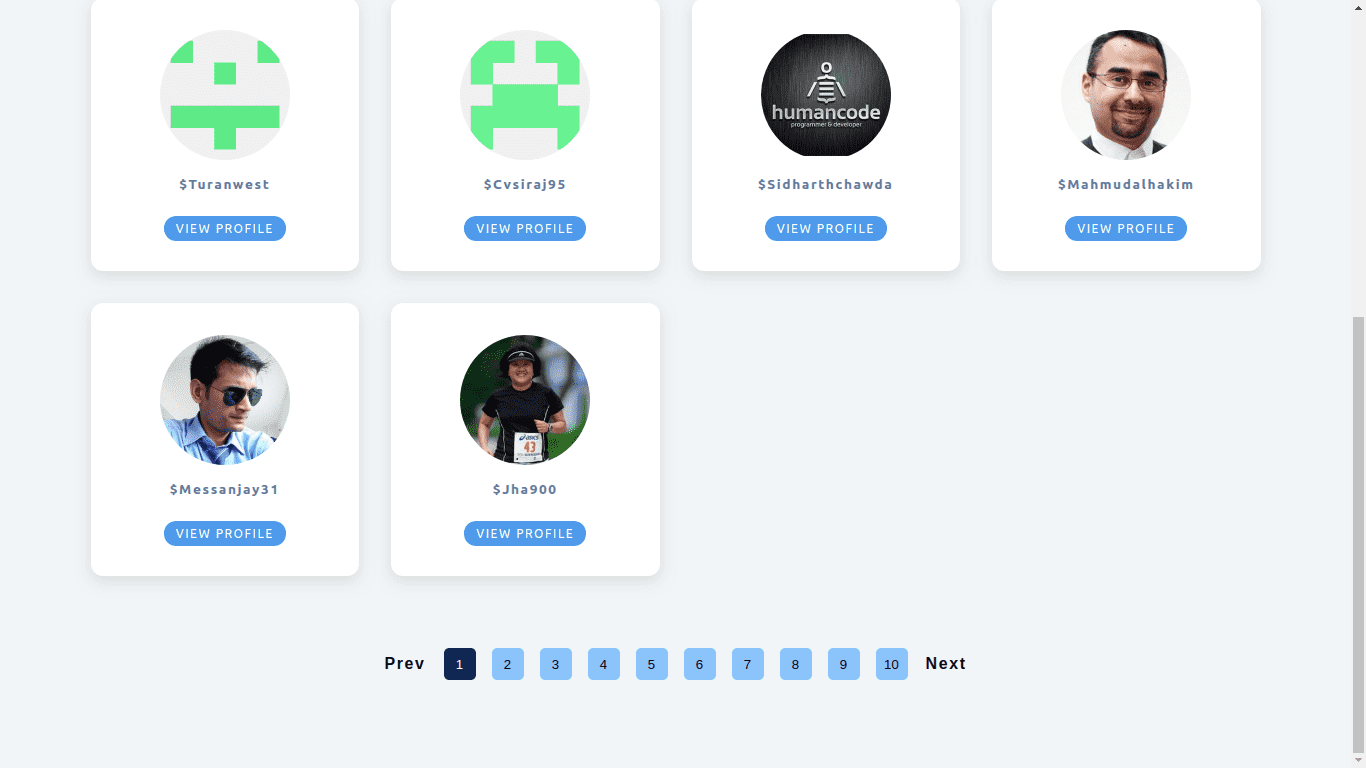 humancode
programmer & developer
$Turanwest
$Cvsiraj95
$Sidharthchawda
$Mahmudalhakim
VIEW PROFILE
VIEW PROFILE
VIEW PROFILE
VIEW PROFILE
asics
43
$Messanjay31
$Jha900
VIEW PROFILE
VIEW PROFILE
Prev 1 2 3 4 5 6 7 8 9 10 Next